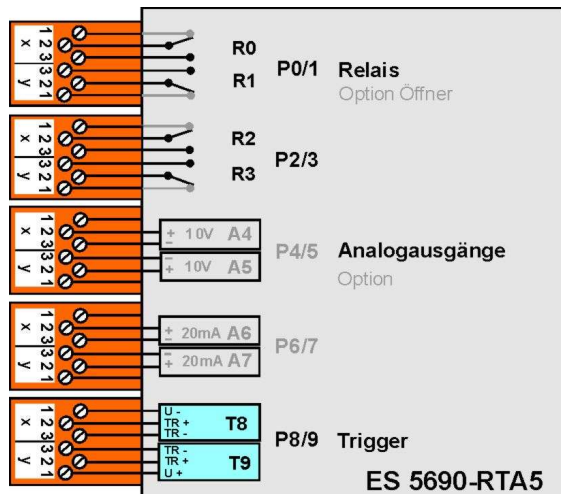 x 1 2 3
y 3 2 1
R0
R1
P0/1 Relais
Option Öffner
x 1 2 3
y 3 2 1
R2
R3
P2/3
x 1 2 3
y 3 2 1
+ 10V A4
−
−
+ 10V A5
P4/5 Analogausgänge
Option
x 1 2 3
y 3 2 1
+ 20mA A6
−
−
+ 20mA A7
P6/7
x 1 2 3
y 3 2 1
U -
TR + T8
TR -
TR -
TR + T9
U +
P8/9 Trigger
ES 5690-RTA5